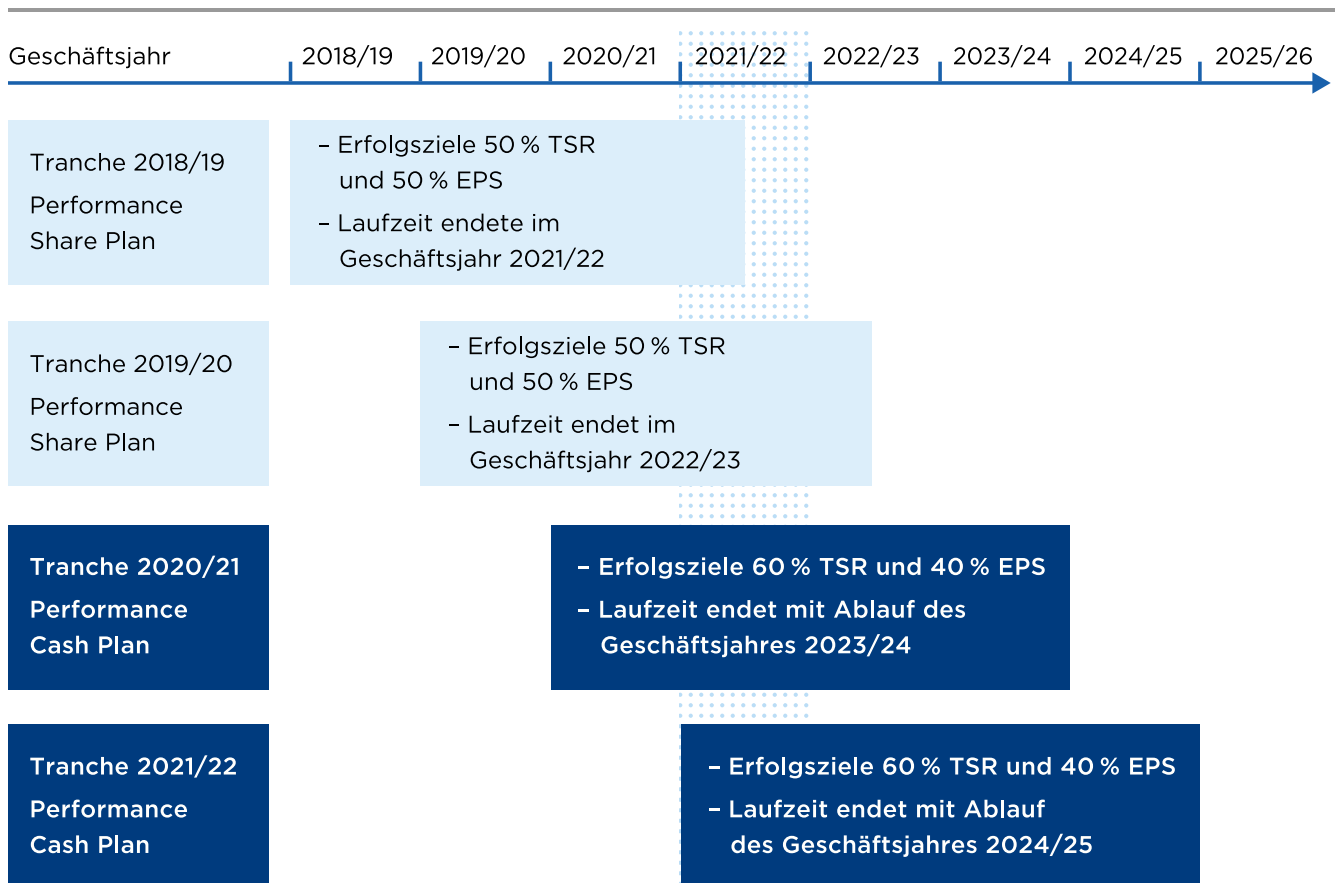 Geschäftsjahr 2018/19 2019/20 2020/21 2021/22 2022/23 2023/24 2024/25 2025/26
Tranche 2018/19
Performance
Share Plan
– Erfolgsziele 50 % TSR
und 50 % EPS
– Laufzeit endete im
Geschäftsjahr 2021/22
Tranche 2019/20
Performance
Share Plan
– Erfolgsziele 50 % TSR
und 50 % EPS
– Laufzeit endet im
Geschäftsjahr 2022/23
Tranche 2020/21
Performance
Cash Plan
– Erfolgsziele 60 % TSR und 40 % EPS
– Laufzeit endet mit Ablauf des
Geschäftsjahres 2023/24
Tranche 2021/22
Performance
Cash Plan
– Erfolgsziele 60 % TSR und 40 % EPS
– Laufzeit endet mit Ablauf
des Geschäftsjahres 2024/25